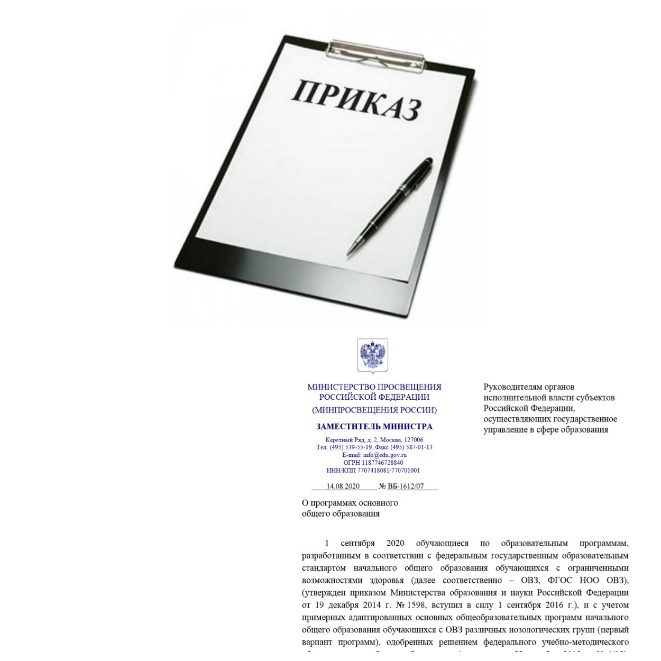 ПРИКАЗ
МИНИСТЕРСТВО ПРОСВЕЩЕНИЯ
РОССИЙСКОЙ ФЕДЕРАЦИИ
(МИНПРОСВЕЩЕНИЯ РОССИИ)
ЗАМЕСТИТЕЛЬ МИНИСТРА
Каретный Ряд, д. 2, Москва, 127006
Тел. (495) 539-55-19. Факс (495) 587-01-13
E-mail: info@edu.gov.ru
ОГРН 1187746728840
ИНН/КПП 7707418081/770701001
14.08.2020 № ВБ-1612/07
Руководителям органов
исполнительной власти субъектов
Российской Федерации,
осуществляющих государственное
управление в сфере образования
О программах основного
общего образования
1 сентября 2020 обучающиеся по образовательным программам,
разработанным в соответствии с федеральным государственным образовательным
стандартом начального общего образования обучающихся с ограниченными
возможностями здоровья (далее соответственно – ОВЗ, ФГОС НОО ОВЗ),
(утвержден приказом Министерства образования и науки Российской Федерации
от 19 декабря 2014 г. № 1598, вступил в силу 1 сентября 2016 г.), и с учетом
примерных адаптированных основных общеобразовательных программ начального
общего образования обучающихся с ОВЗ различных нозологических групп (первый
вариант программ), одобренных решением федерального учебно-методического